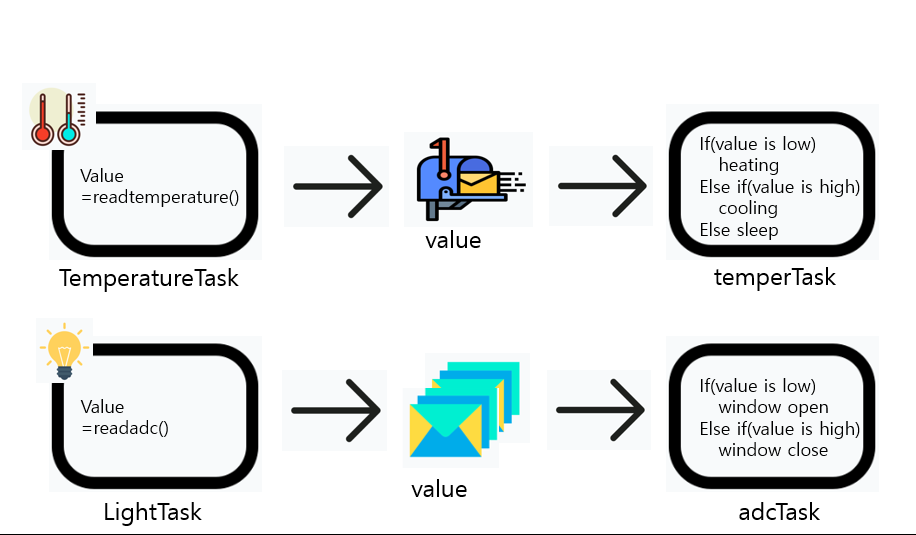 Value
=readtemperature()
value
If(value is low)
heating
Else if(value is high)
cooling
Else sleep
TemperatureTask
temperTask
Value
=readadc()
value
If(value is low)
window open
Else if(value is high)
window close
LightTask
adcTask